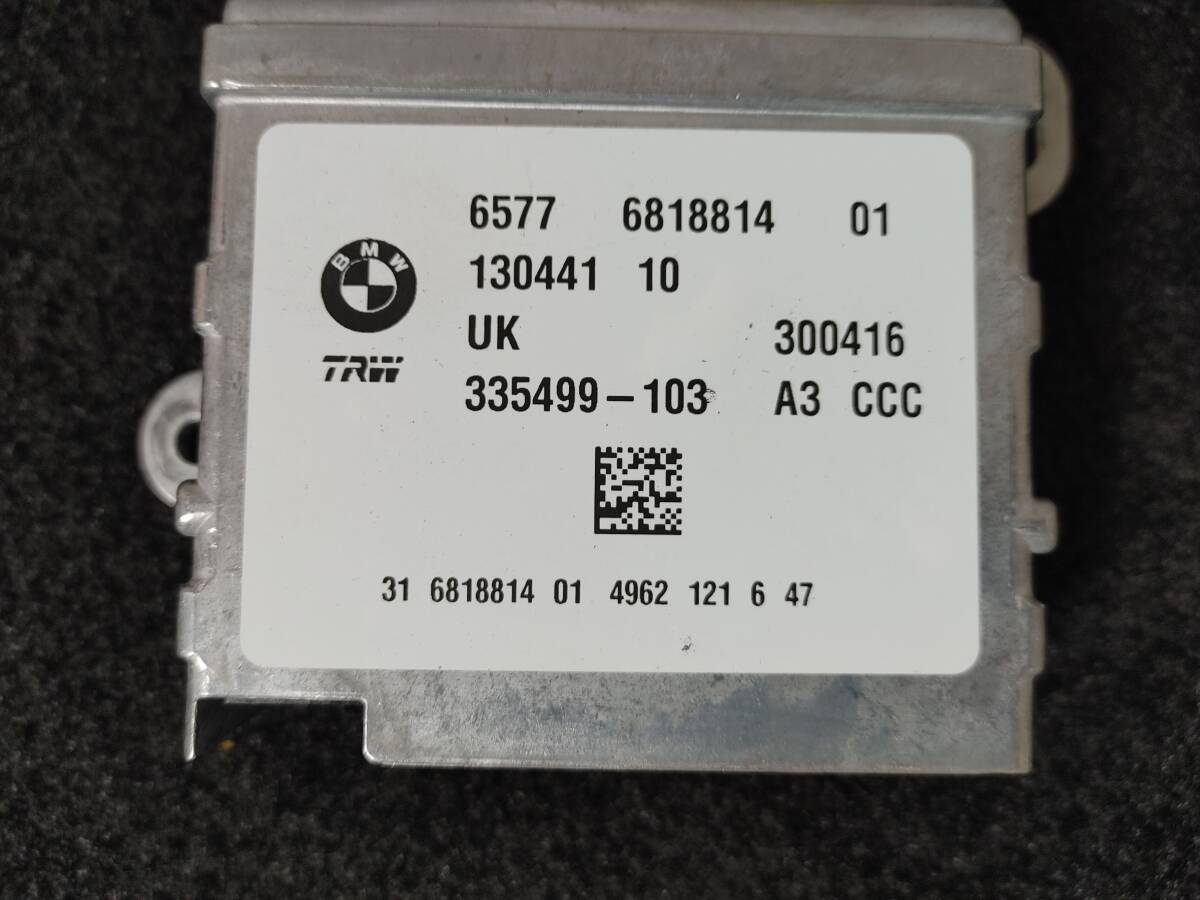 6577 6818814 01
130441 10
BMW
UK 300416
TRW
335499-103 A3 CCC
31 6818814 01 4962 121 6 47